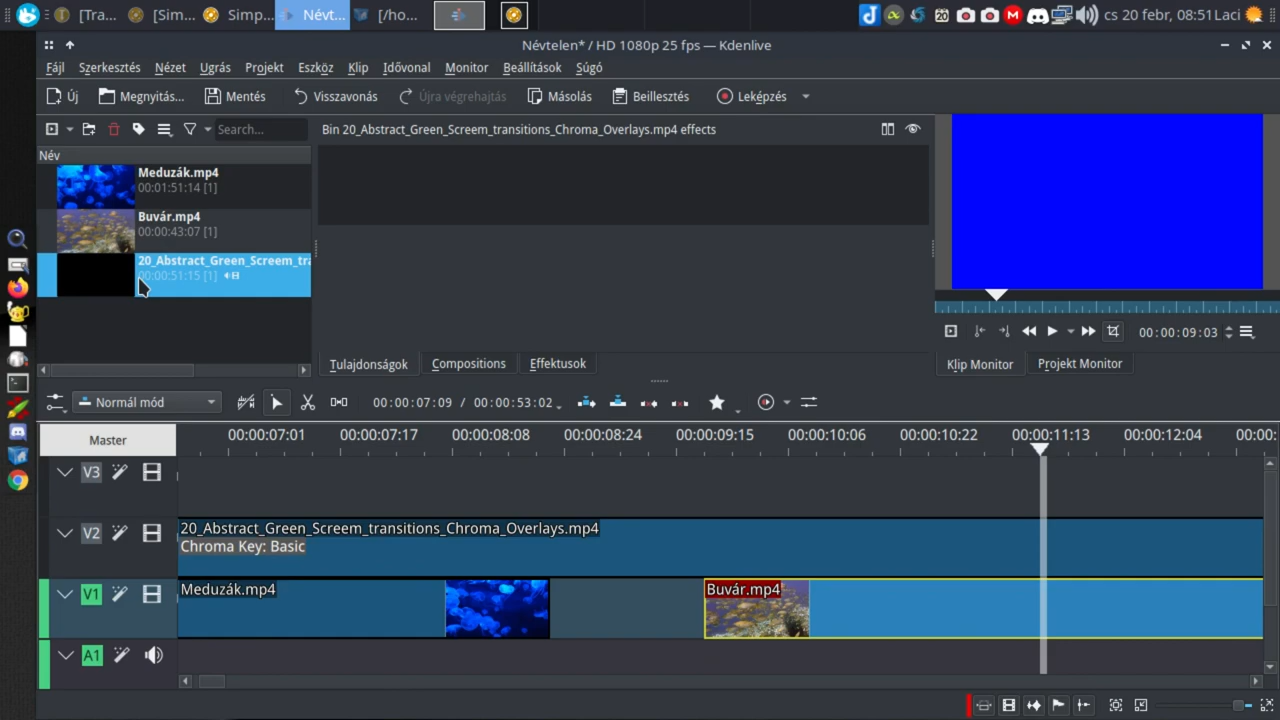 [Tra...
[Sim...
Simp...
Névt...
[/ho...
20
cs 20 febr, 08:51 Laci
Névtelen* / HD 1080p 25 fps — Kdenlive
Fájl Szerkesztés Nézet Ugrás Projekt Eszköz Klip Idővonal Monitor Beállítások Súgó
Új Megnyitás... Mentés Visszavonás Újra végrehajtás Másolás Beillesztés Leképzés
Search...
Bin 20_Abstract_Green_Screem_transitions_Chroma_Overlays.mp4 effects
Név
Meduzák.mp4
00:01:51:14 [1]
Buvár.mp4
00:00:43:07 [1]
20_Abstract_Green_Screem_tra
00:00:51:15 [1]
00:00:09:03
Tulajdonságok Compositions Effektusok
Klip Monitor Projekt Monitor
Normál mód
00:00:07:09 / 00:00:53:02
Master
00:00:07:01 00:00:07:17 00:00:08:08 00:00:08:24 00:00:09:15 00:00:10:06 00:00:10:22 00:00:11:13 00:00:12:04 00:00:
V3
V2
20_Abstract_Green_Screem_transitions_Chroma_Overlays.mp4
Chroma Key: Basic
V1
Meduzák.mp4
Buvár.mp4
A1